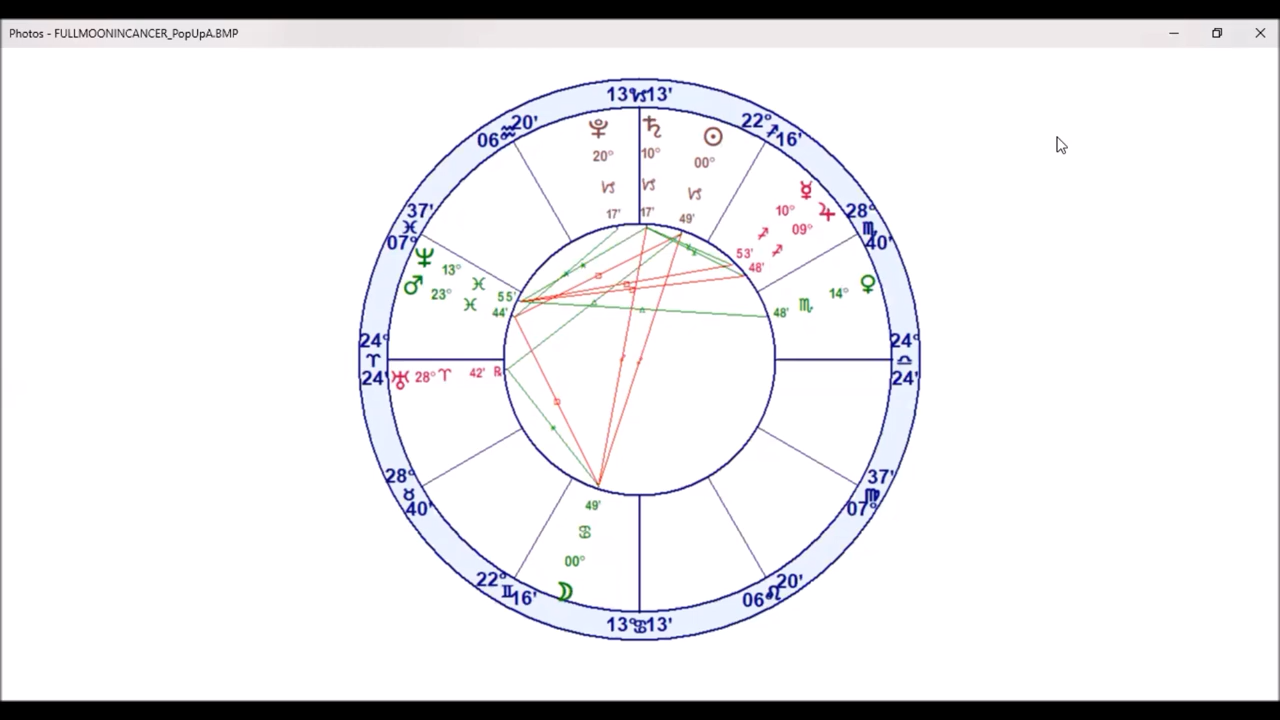 Photos - FULLMOONINCANCER_PopUpA.BMP
13° ♑ 13'
06° ♒ 20'
22° ♐ 16'
♇ 20° ♑ 17'
♄ 10° ♑ 17'
☉ 00° ♑ 49'
37' ♓ 07°
☿ 10° ♐ 53'
♃ 09° ♐ 48'
28° ♏ 40'
♆ 13° ♓ 55'
♂ 23° ♓ 44'
♀ 14° ♏ 48'
24° ♈ 24'
24° ♎ 24'
♅ 28° ♈ 42' ℞
28° ♉ 40'
37' ♍ 07°
49' ♋ 00° ☽
22° ♊ 16'
06° ♌ 20'
13° ♋ 13'